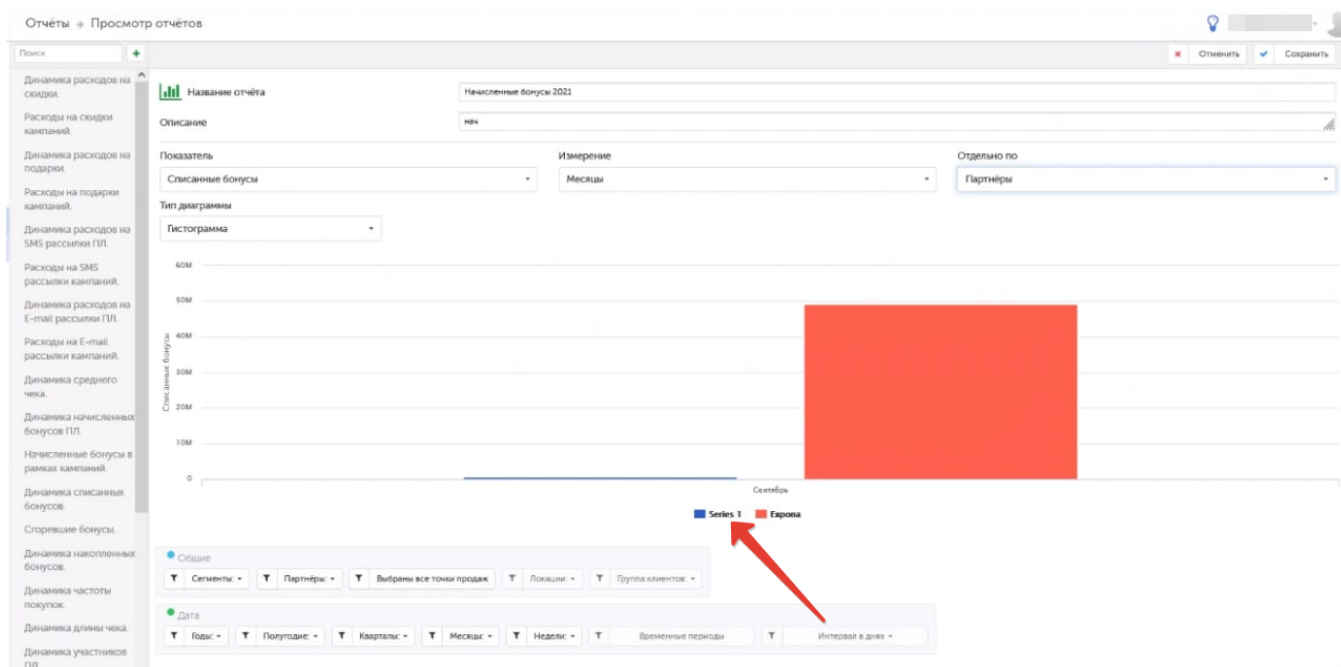 Отчёты → Просмотр отчётов
Поиск
Отменить
Сохранить
Динамика расходов на
скидки.
Расходы на скидки
кампаний.
Динамика расходов на
подарки.
Расходы на подарки
кампаний.
Динамика расходов на
SMS рассылки ПЛ.
Расходы на SMS
рассылки кампаний.
Динамика расходов на
E-mail рассылки ПЛ.
Расходы на E-mail
рассылки кампаний.
Динамика среднего
чека.
Динамика начисленных
бонусов ПЛ.
Начисленные бонусы в
рамках кампаний.
Динамика списанных
бонусов.
Сгоревшие бонусы.
Динамика накопленных
бонусов.
Динамика частоты
покупок.
Динамика длины чека.
Динамика участников
ПЛ.
Название отчёта
Начисленные бонусы 2021
Описание
нач
Показатель
Измерение
Отдельно по
Списанные бонусы
Месяцы
Партнёры
Тип диаграммы
Гистограмма
60M
50M
40M
30M
20M
10M
0
Списанные бонусы
Сентябрь
Series 1
Европа
Общие
Сегменты:
Партнёры:
Выбраны все точки продаж
Локации:
Группа клиентов:
Дата
Годы:
Полугодие:
Кварталы:
Месяцы:
Недели:
Временные периоды
Интервал в днях